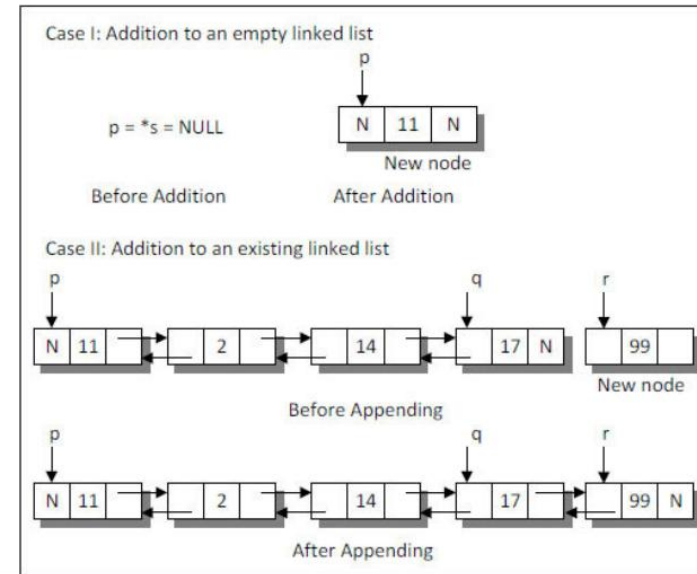 Case I: Addition to an empty linked list
p
p = *s = NULL
N 11 N
New node
Before Addition After Addition
Case II: Addition to an existing linked list
p q r
N 11 2 14 17 N 99
New node
Before Appending
p q r
N 11 2 14 17 99 N
After Appending